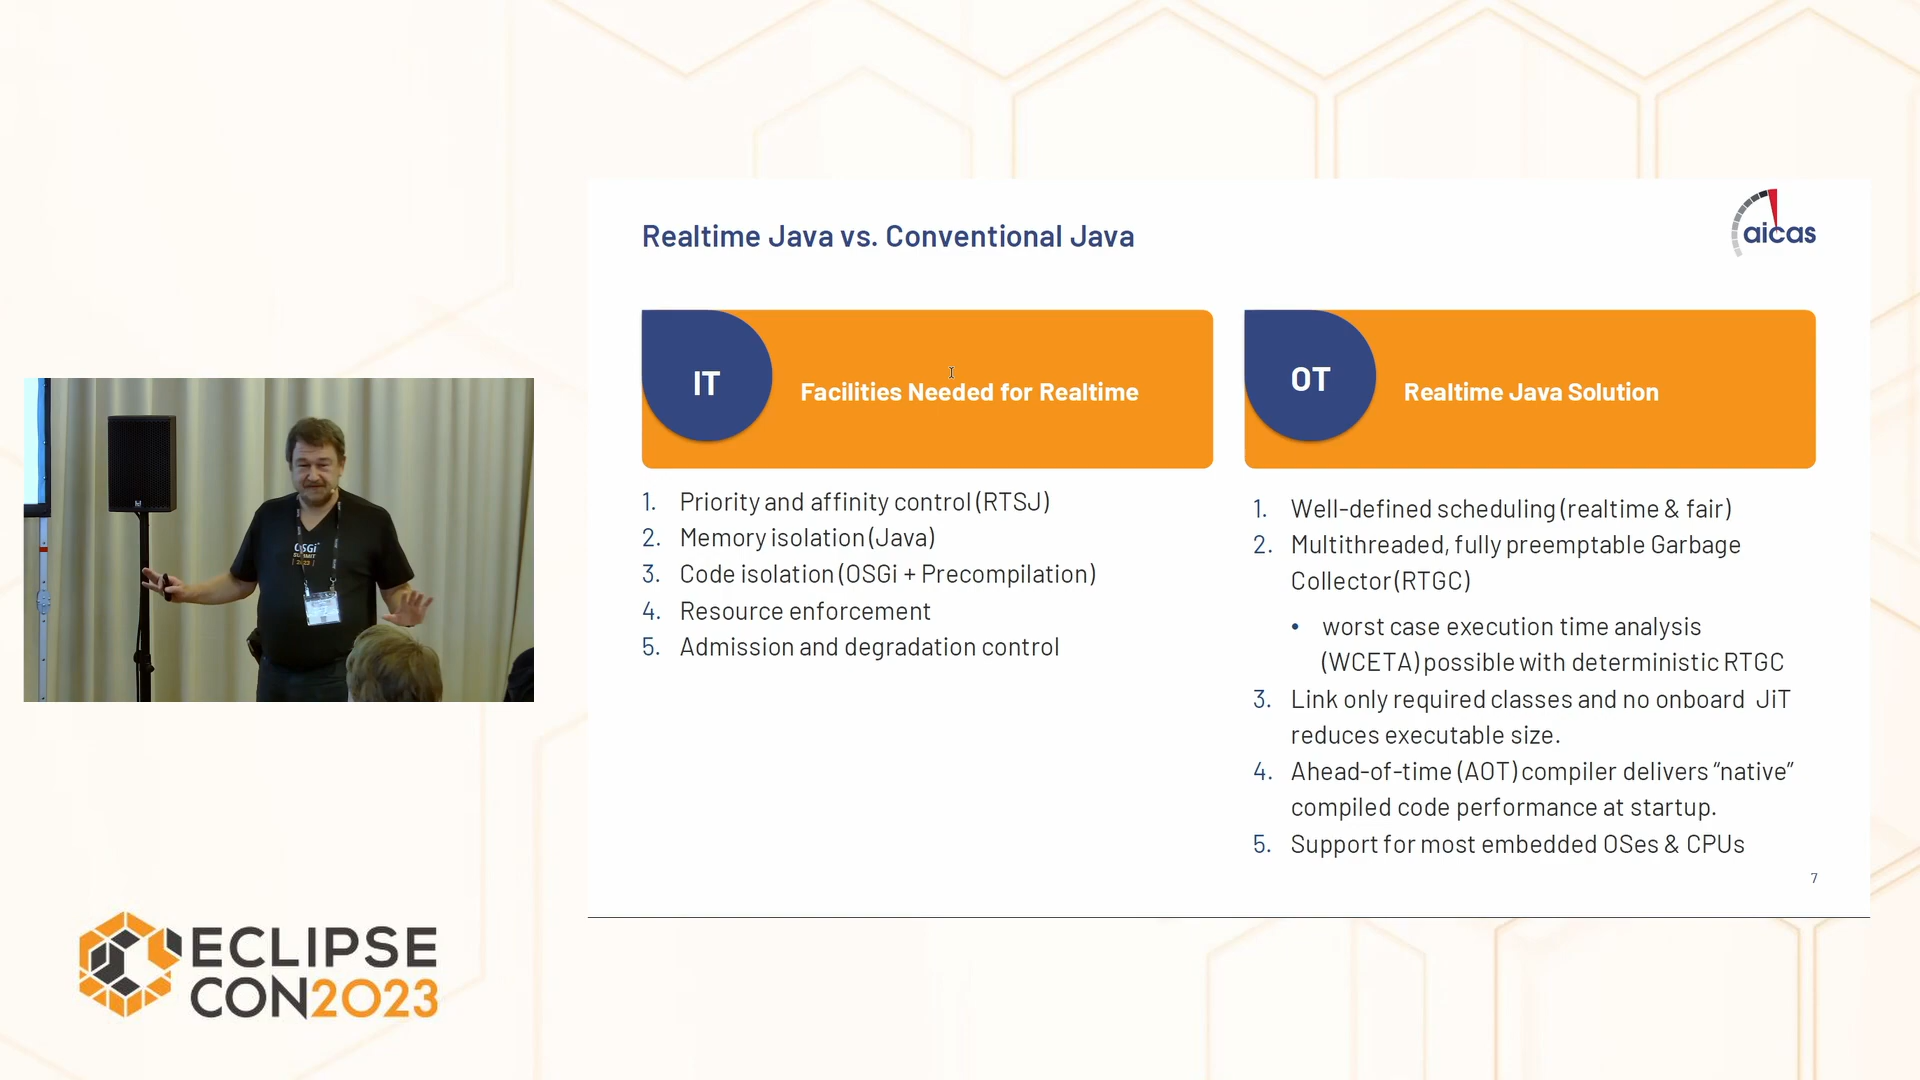 Realtime Java vs. Conventional Java
aicas
IT
Facilities Needed for Realtime
1. Priority and affinity control (RTSJ)
2. Memory isolation (Java)
3. Code isolation (OSGi + Precompilation)
4. Resource enforcement
5. Admission and degradation control
OT
Realtime Java Solution
1. Well-defined scheduling (realtime & fair)
2. Multithreaded, fully preemptable Garbage
Collector (RTGC)
• worst case execution time analysis
(WCETA) possible with deterministic RTGC
3. Link only required classes and no onboard JiT
reduces executable size.
4. Ahead-of-time (AOT) compiler delivers “native”
compiled code performance at startup.
5. Support for most embedded OSes & CPUs
7
OSGi
SUMMIT
2023
ECLIPSE
CON2023